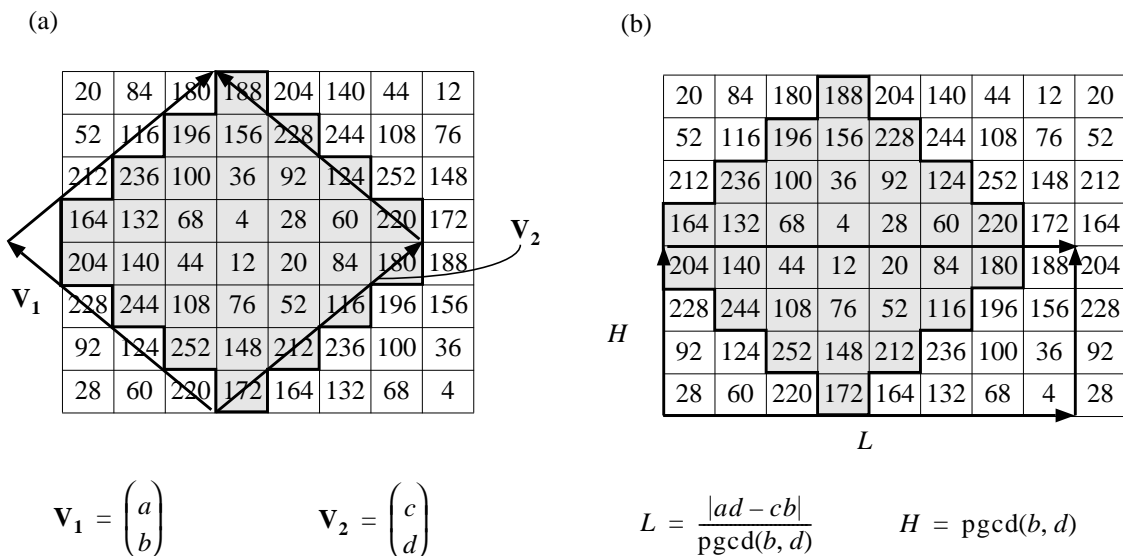 (a)
20 84 180 188 204 140 44 12
52 116 196 156 228 244 108 76
212 236 100 36 92 124 252 148
164 132 68 4 28 60 220 172
204 140 44 12 20 84 180 188
228 244 108 76 52 116 196 156
92 124 252 148 212 236 100 36
28 60 220 172 164 132 68 4
V₁
V₂
V₁ = (a b)
V₂ = (c d)
(b)
20 84 180 188 204 140 44 12 20
52 116 196 156 228 244 108 76 52
212 236 100 36 92 124 252 148 212
164 132 68 4 28 60 220 172 164
204 140 44 12 20 84 180 188 204
228 244 108 76 52 116 196 156 228
92 124 252 148 212 236 100 36 92
28 60 220 172 164 132 68 4 28
H
L
L = |ad – cb| / pgcd(b, d)
H = pgcd(b, d)